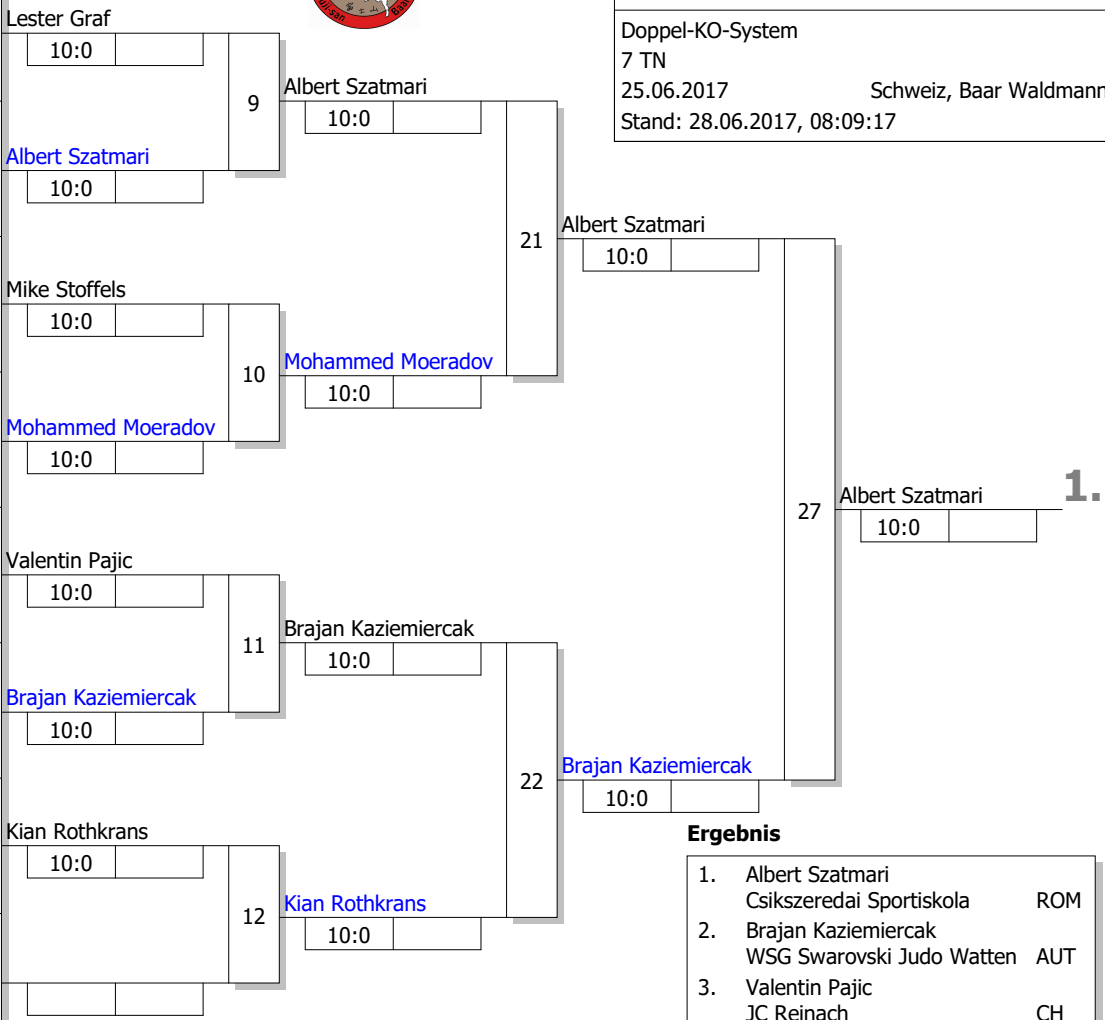 Lester Graf
10:0
9
Albert Szatmari
10:0
Albert Szatmari
10:0
Doppel-KO-System
7 TN
25.06.2017 Schweiz, Baar Waldmann
Stand: 28.06.2017, 08:09:17
21
Albert Szatmari
10:0
Mike Stoffels
10:0
10
Mohammed Moeradov
10:0
Mohammed Moeradov
10:0
27
Albert Szatmari
10:0
1.
Valentin Pajic
10:0
11
Brajan Kaziemiercak
10:0
Brajan Kaziemiercak
10:0
22
Brajan Kaziemiercak
10:0
Kian Rothkrans
10:0
12
Kian Rothkrans
10:0
Ergebnis
1. Albert Szatmari
Csikszeredai Sportiskola ROM
2. Brajan Kaziemiercak
WSG Swarovski Judo Watten AUT
3. Valentin Pajic
JC Reinach CH